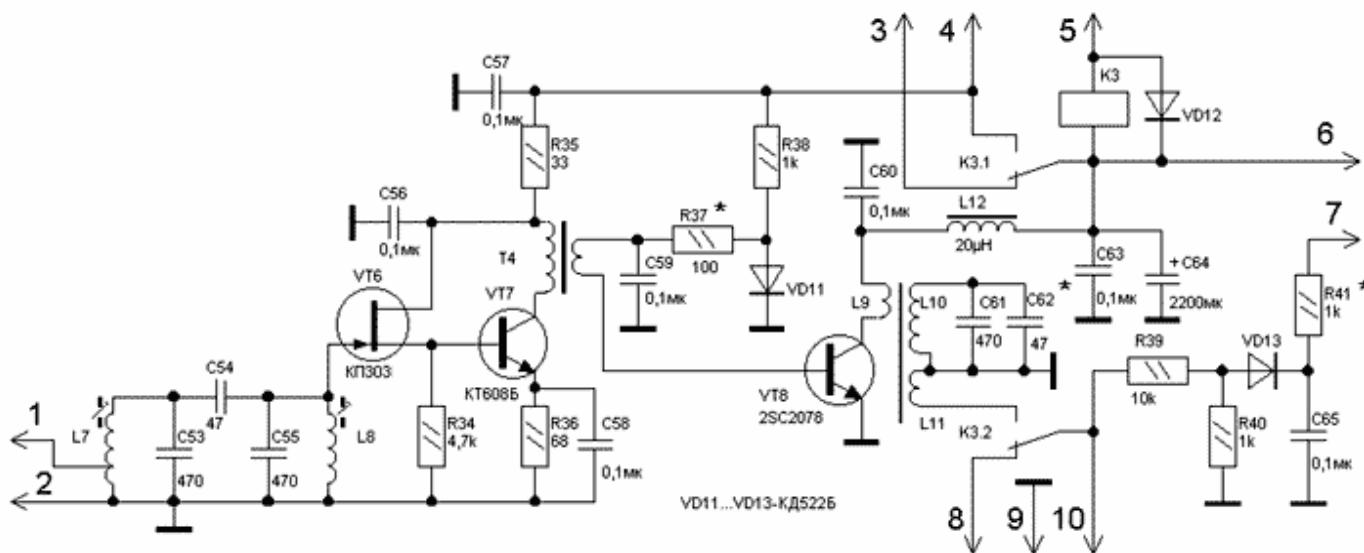 3
4
5
C57
0,1мк
R35
33
R38
1k
C60
0,1мк
K3
VD12
K3.1
6
C56
0,1мк
T4
R37 *
100
C59
0,1мк
VD11
L12
20μH
C63
*
0,1мк
+ C64
2200мк
7
R41 *
1k
VT6
КП303
VT7
КТ608Б
L9
L10
C61
470
C62
47
VT8
2SC2078
L11
R39
10k
VD13
C54
47
1
L7
C53
470
C55
470
L8
R34
4,7k
R36
68
C58
0,1мк
K3.2
R40
1k
C65
0,1мк
2
VD11...VD13-КД522Б
8
9
10